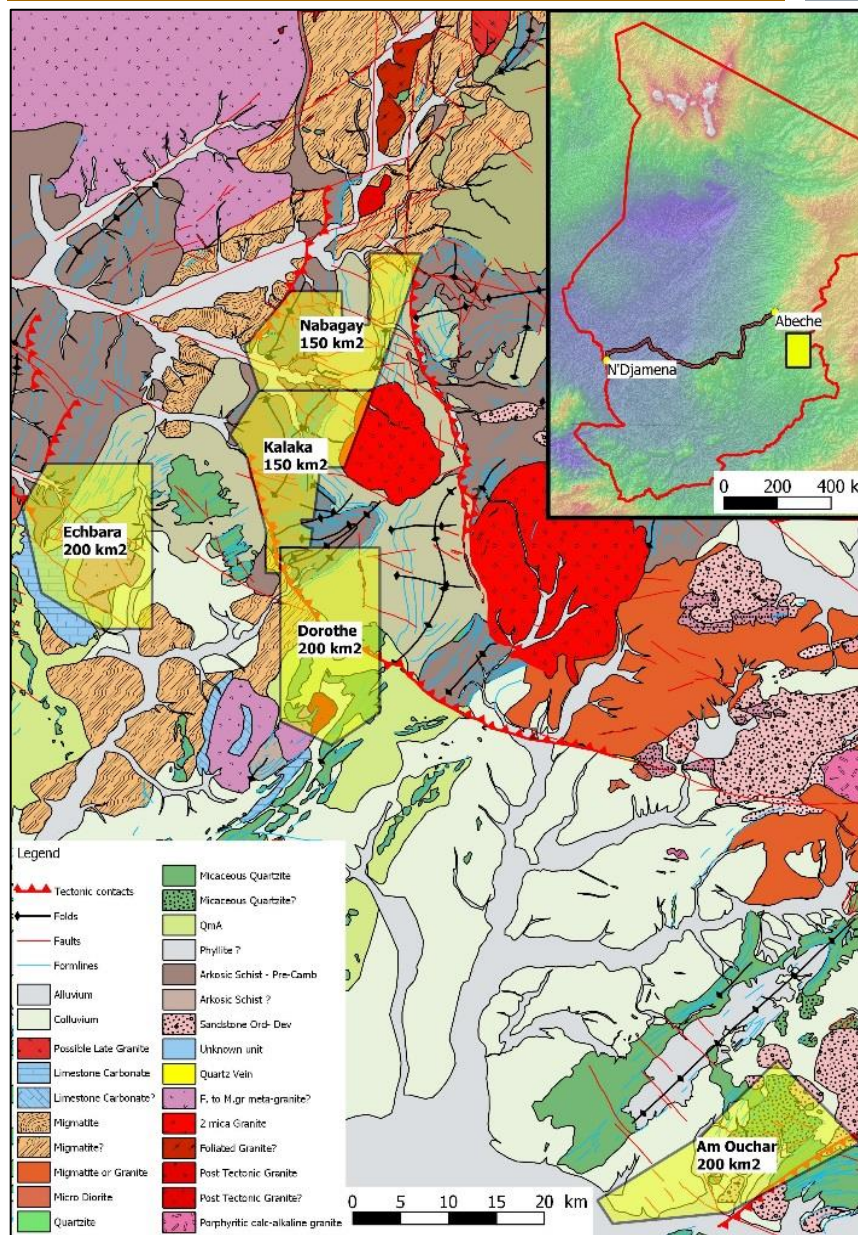 Abeche
N'Djamena
0 200 400 k
Nabagay
150 km2
Kalaka
150 km2
Echbara
200 km2
Dorothe
200 km2
Am Ouchar
200 km2
Legend
Tectonic contacts
Folds
Faults
Formlines
Alluvium
Colluvium
Possible Late Granite
Limestone Carbonate
Limestone Carbonate?
Migmatite
Migmatite?
Migmatite or Granite
Micro Diorite
Quartzite
Micaceous Quartzite
Micaceous Quartzite?
QmA
Phyllite ?
Arkosic Schist - Pre-Camb
Arkosic Schist ?
Sandstone Ord- Dev
Unknown unit
Quartz Vein
F. to M.gr meta-granite?
2 mica Granite
Foliated Granite?
Post Tectonic Granite
Post Tectonic Granite?
Porphyritic calc-alkaline granite
0 5 10 15 20 km